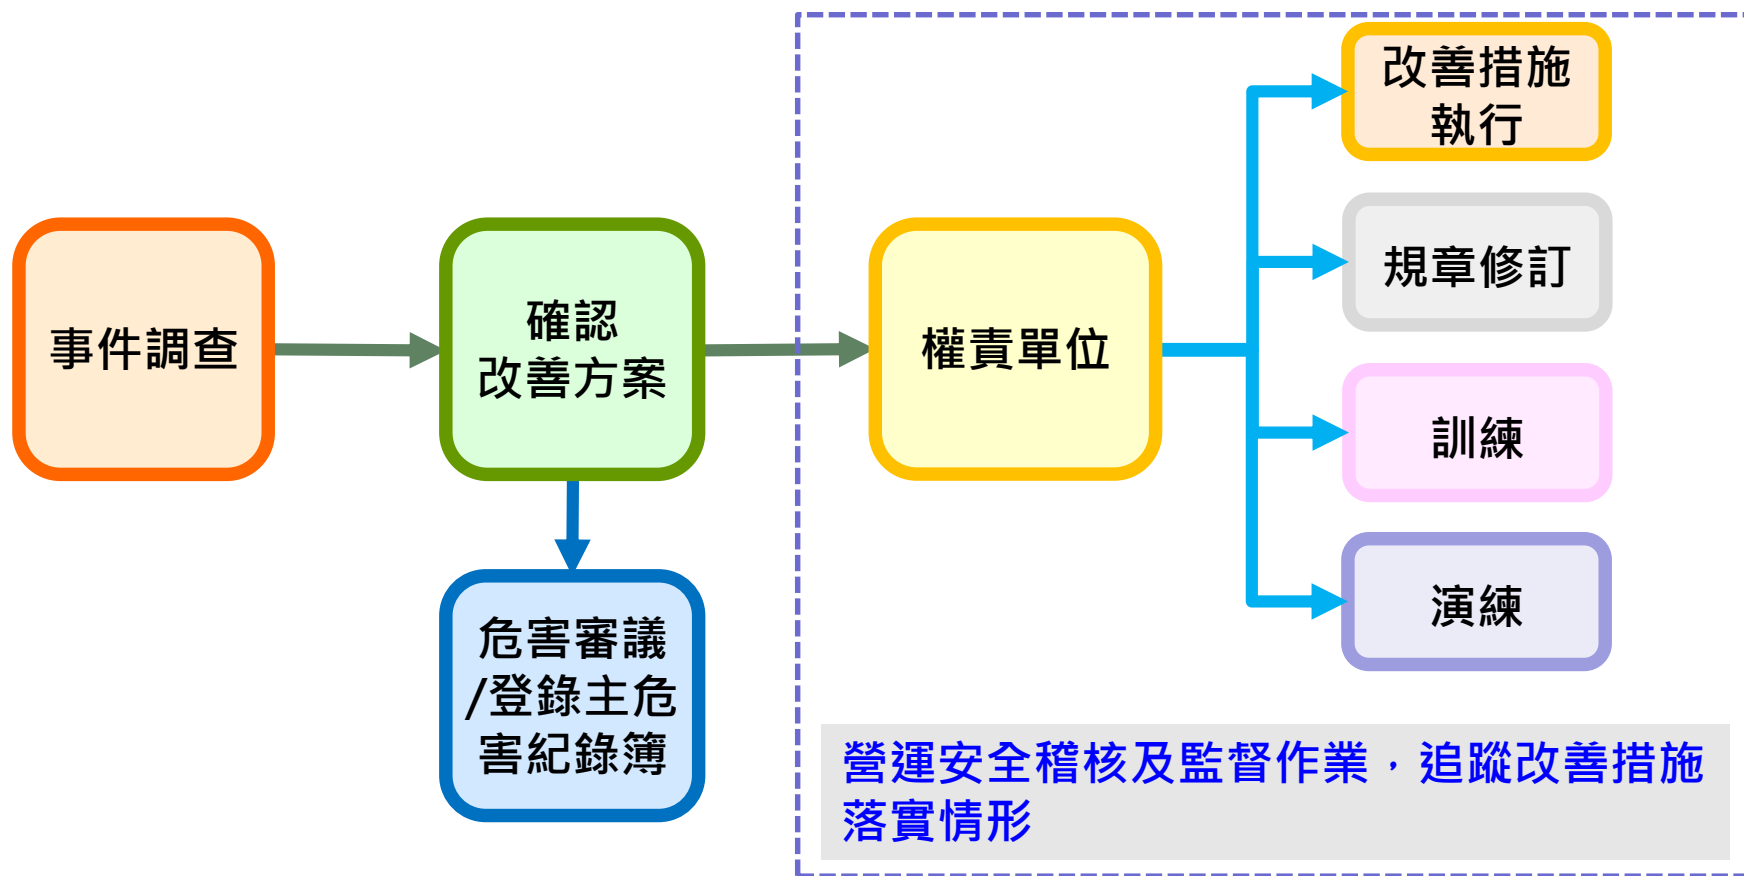 事件調查
確認
改善方案
危害審議
/登錄主危
害紀錄簿
權責單位
改善措施
執行
規章修訂
訓練
演練
營運安全稽核及監督作業，追蹤改善措施
落實情形